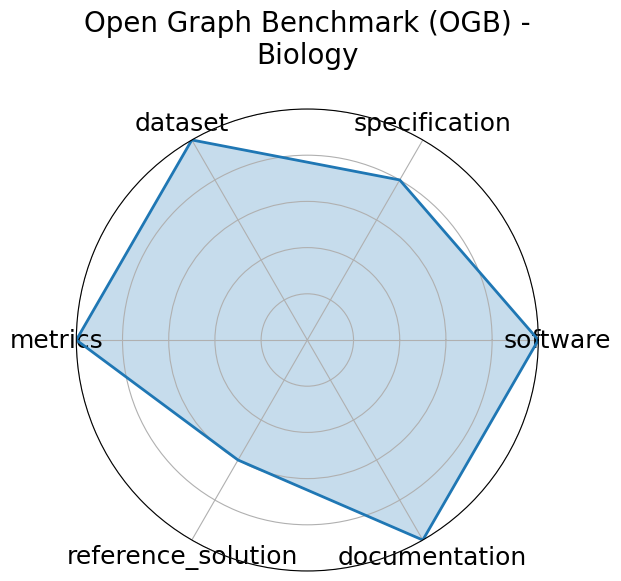 Open Graph Benchmark (OGB) -
Biology
dataset
specification
metrics
software
reference_solution
documentation